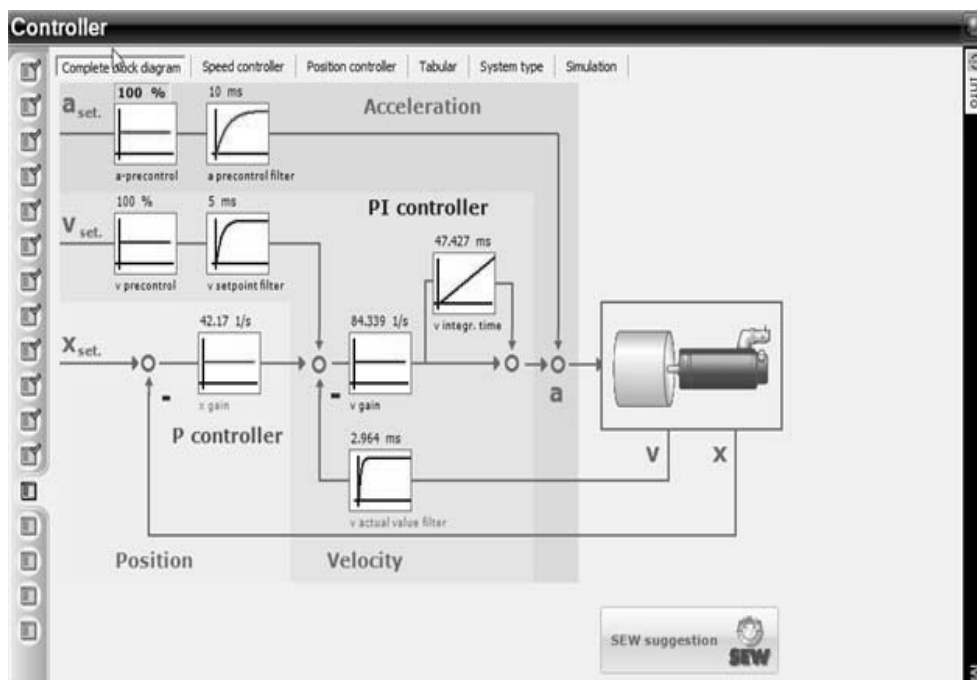 Controller
Complete block diagram
Speed controller
Position controller
Tabular
System type
Simulation
Info
100 %
10 ms
a set.
Acceleration
a-precontrol
a precontrol filter
100 %
5 ms
PI controller
V set.
47.427 ms
v precontrol
v setpoint filter
v integr. time
42.17 1/s
84.339 1/s
X set.
-
-
x gain
v gain
a
P controller
2.964 ms
V
X
v actual value filter
Position
Velocity
SEW suggestion
SEW